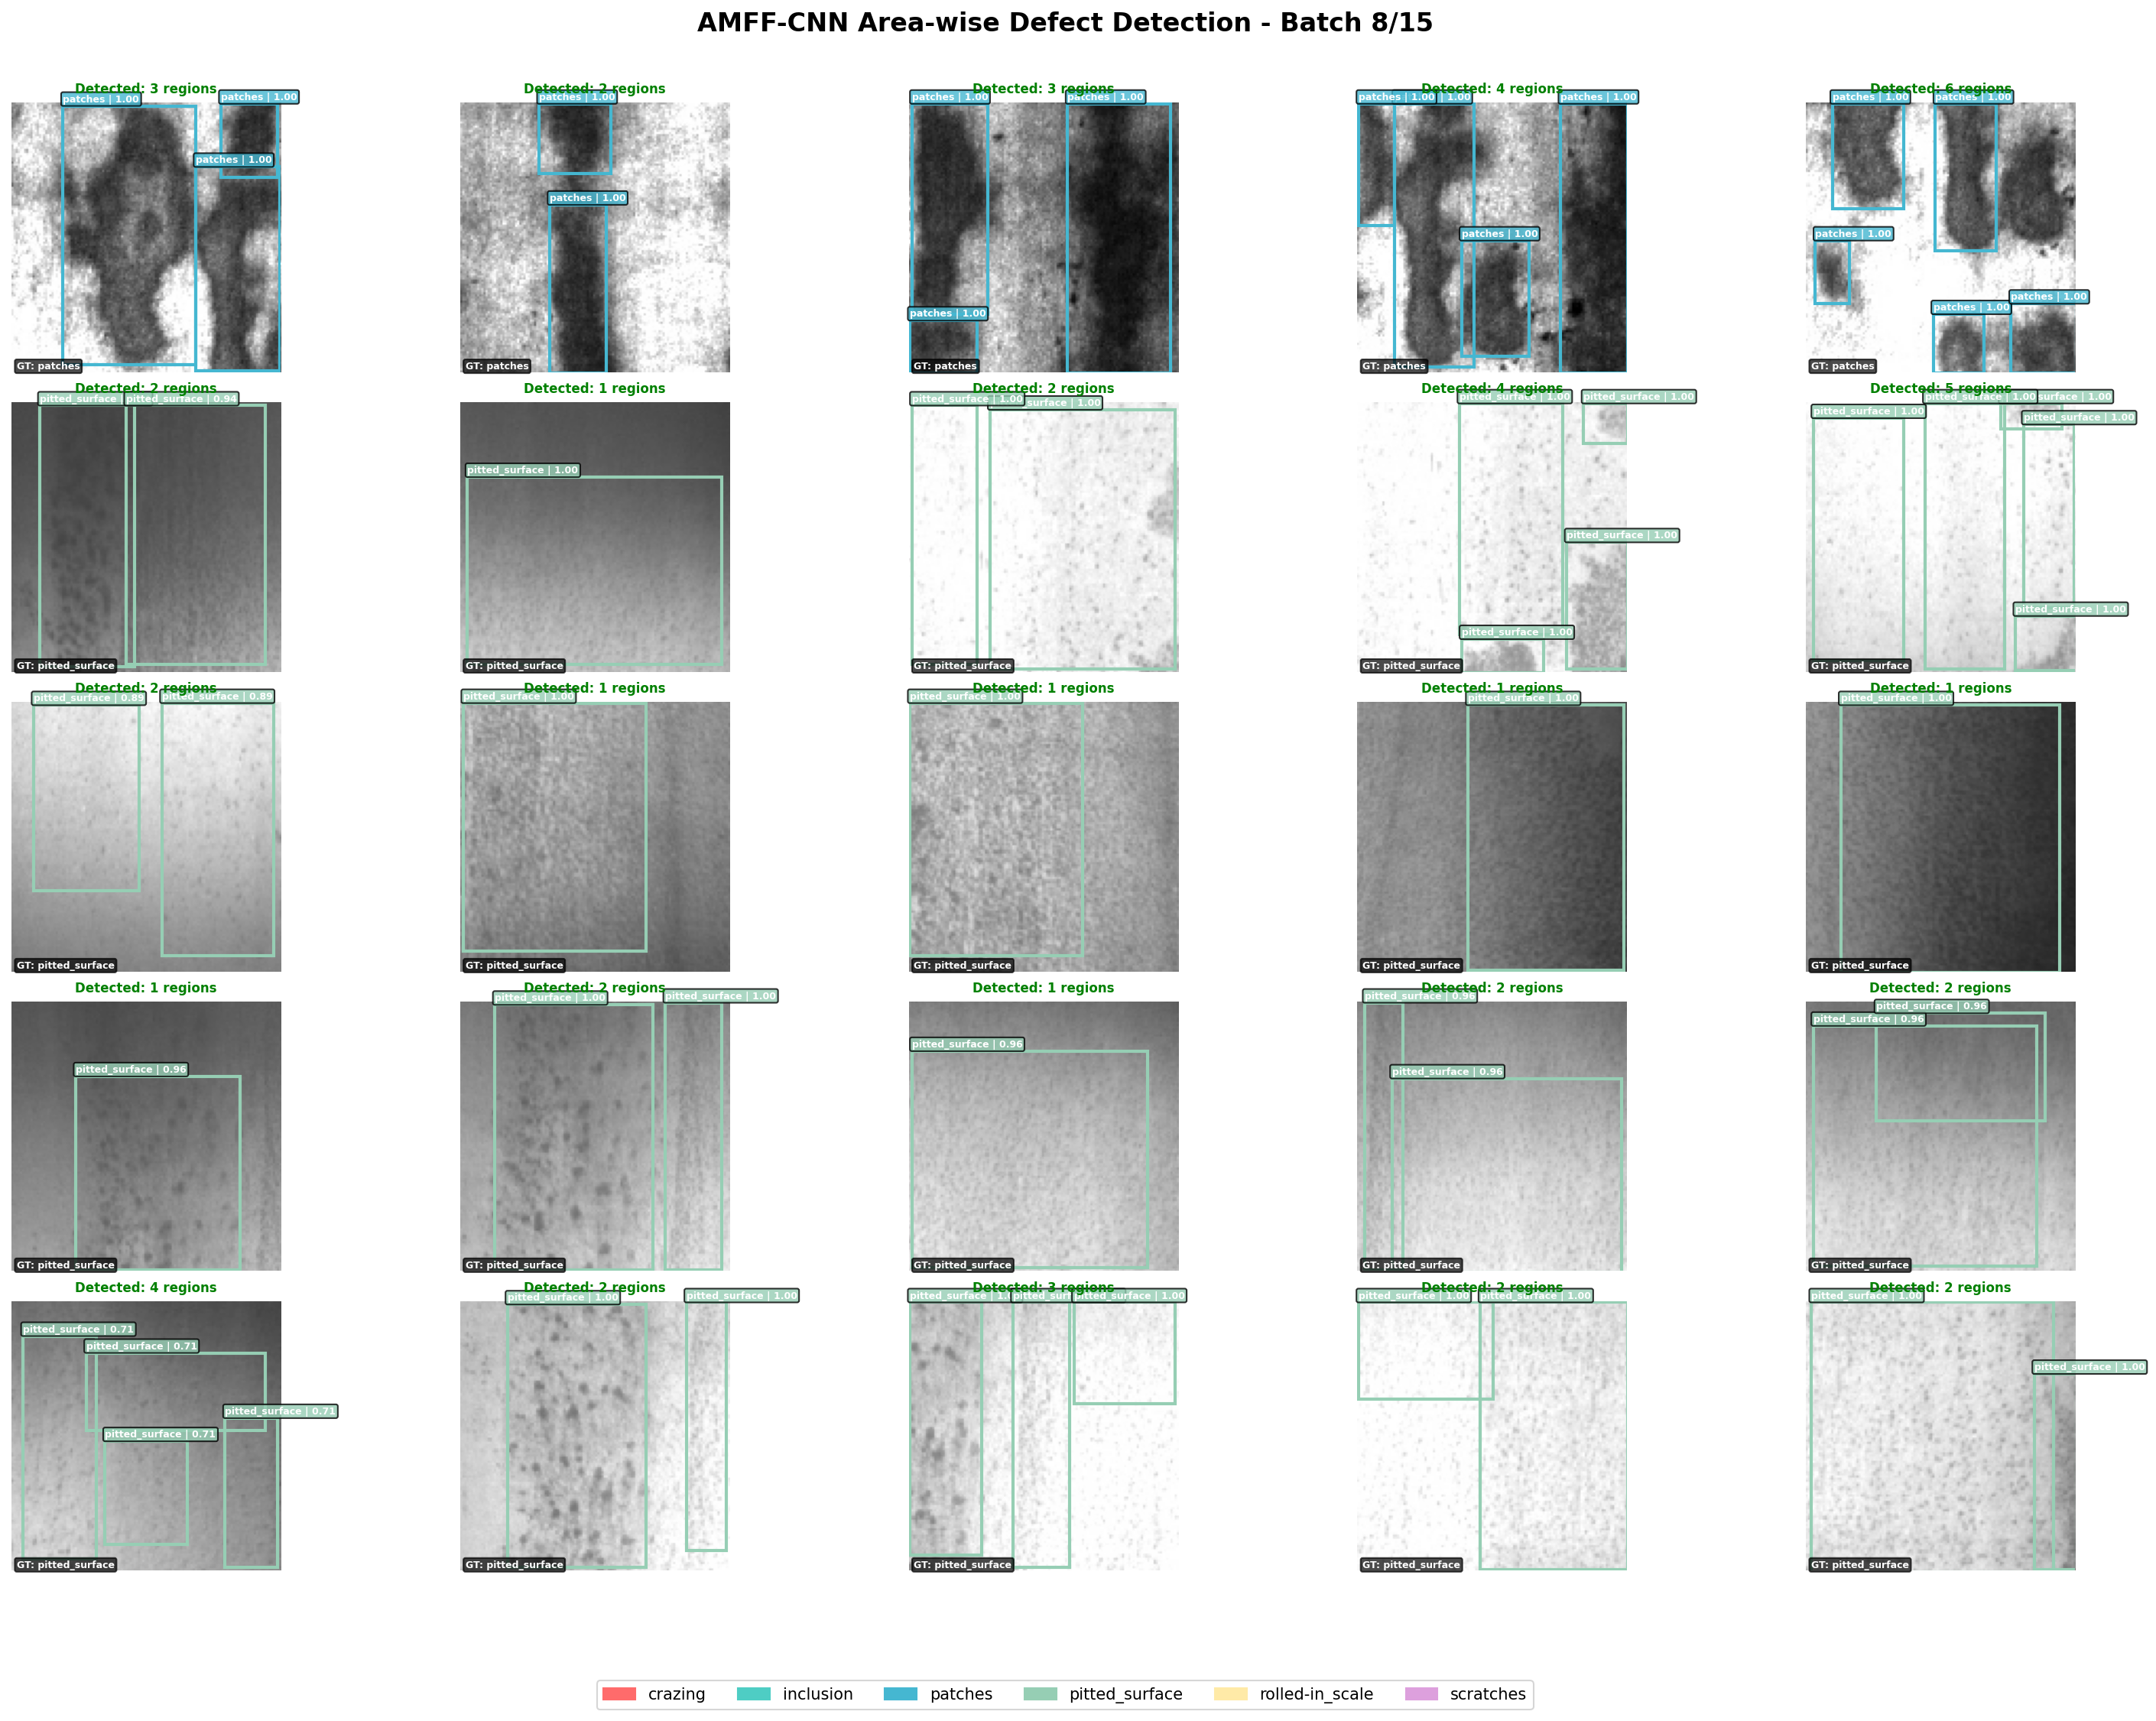 AMFF-CNN Area-wise Defect Detection - Batch 8/15
Detected: 3 regions
patches | 1.00
patches | 1.00
patches | 1.00
GT: patches
Detected: 2 regions
patches | 1.00
patches | 1.00
GT: patches
Detected: 3 regions
patches | 1.00
patches | 1.00
patches | 1.00
GT: patches
Detected: 4 regions
patches | 1.00
1.00
patches | 1.00
patches | 1.00
GT: patches
Detected: 6 regions
patches | 1.00
patches | 1.00
patches | 1.00
patches | 1.00
patches | 1.00
GT: patches
Detected: 2 regions
pitted_surface
pitted_surface | 0.94
GT: pitted_surface
Detected: 1 regions
pitted_surface | 1.00
GT: pitted_surface
Detected: 2 regions
pitted_surface | 1.00
surface | 1.00
GT: pitted_surface
Detected: 4 regions
pitted_surface | 1.00
pitted_surface | 1.00
pitted_surface | 1.00
pitted_surface | 1.00
GT: pitted_surface
Detected: 5 regions
pitted_surface | 1.00
pitted_surface | 1.00
surface | 1.00
pitted_surface | 1.00
pitted_surface | 1.00
GT: pitted_surface
Detected: 2 regions
pitted_surface | 0.89
pitted_surface | 0.89
GT: pitted_surface
Detected: 1 regions
pitted_surface | 1.00
GT: pitted_surface
Detected: 1 regions
pitted_surface | 1.00
GT: pitted_surface
Detected: 1 regions
pitted_surface | 1.00
GT: pitted_surface
Detected: 1 regions
pitted_surface | 1.00
GT: pitted_surface
Detected: 1 regions
pitted_surface | 0.96
GT: pitted_surface
Detected: 2 regions
pitted_surface | 1.00
pitted_surface | 1.00
GT: pitted_surface
Detected: 1 regions
pitted_surface | 0.96
GT: pitted_surface
Detected: 2 regions
pitted_surface | 0.96
pitted_surface | 0.96
GT: pitted_surface
Detected: 2 regions
pitted_surface | 0.96
pitted_surface | 0.96
GT: pitted_surface
Detected: 4 regions
pitted_surface | 0.71
pitted_surface | 0.71
pitted_surface | 0.71
pitted_surface | 0.71
GT: pitted_surface
Detected: 2 regions
pitted_surface | 1.00
pitted_surface | 1.00
GT: pitted_surface
Detected: 3 regions
pitted_surface
pitted_surface | 1.00
GT: pitted_surface
Detected: 2 regions
pitted_surface | 1.00
pitted_surface | 1.00
GT: pitted_surface
Detected: 2 regions
pitted_surface | 1.00
pitted_surface | 1.00
GT: pitted_surface
crazing
inclusion
patches
pitted_surface
rolled-in_scale
scratches